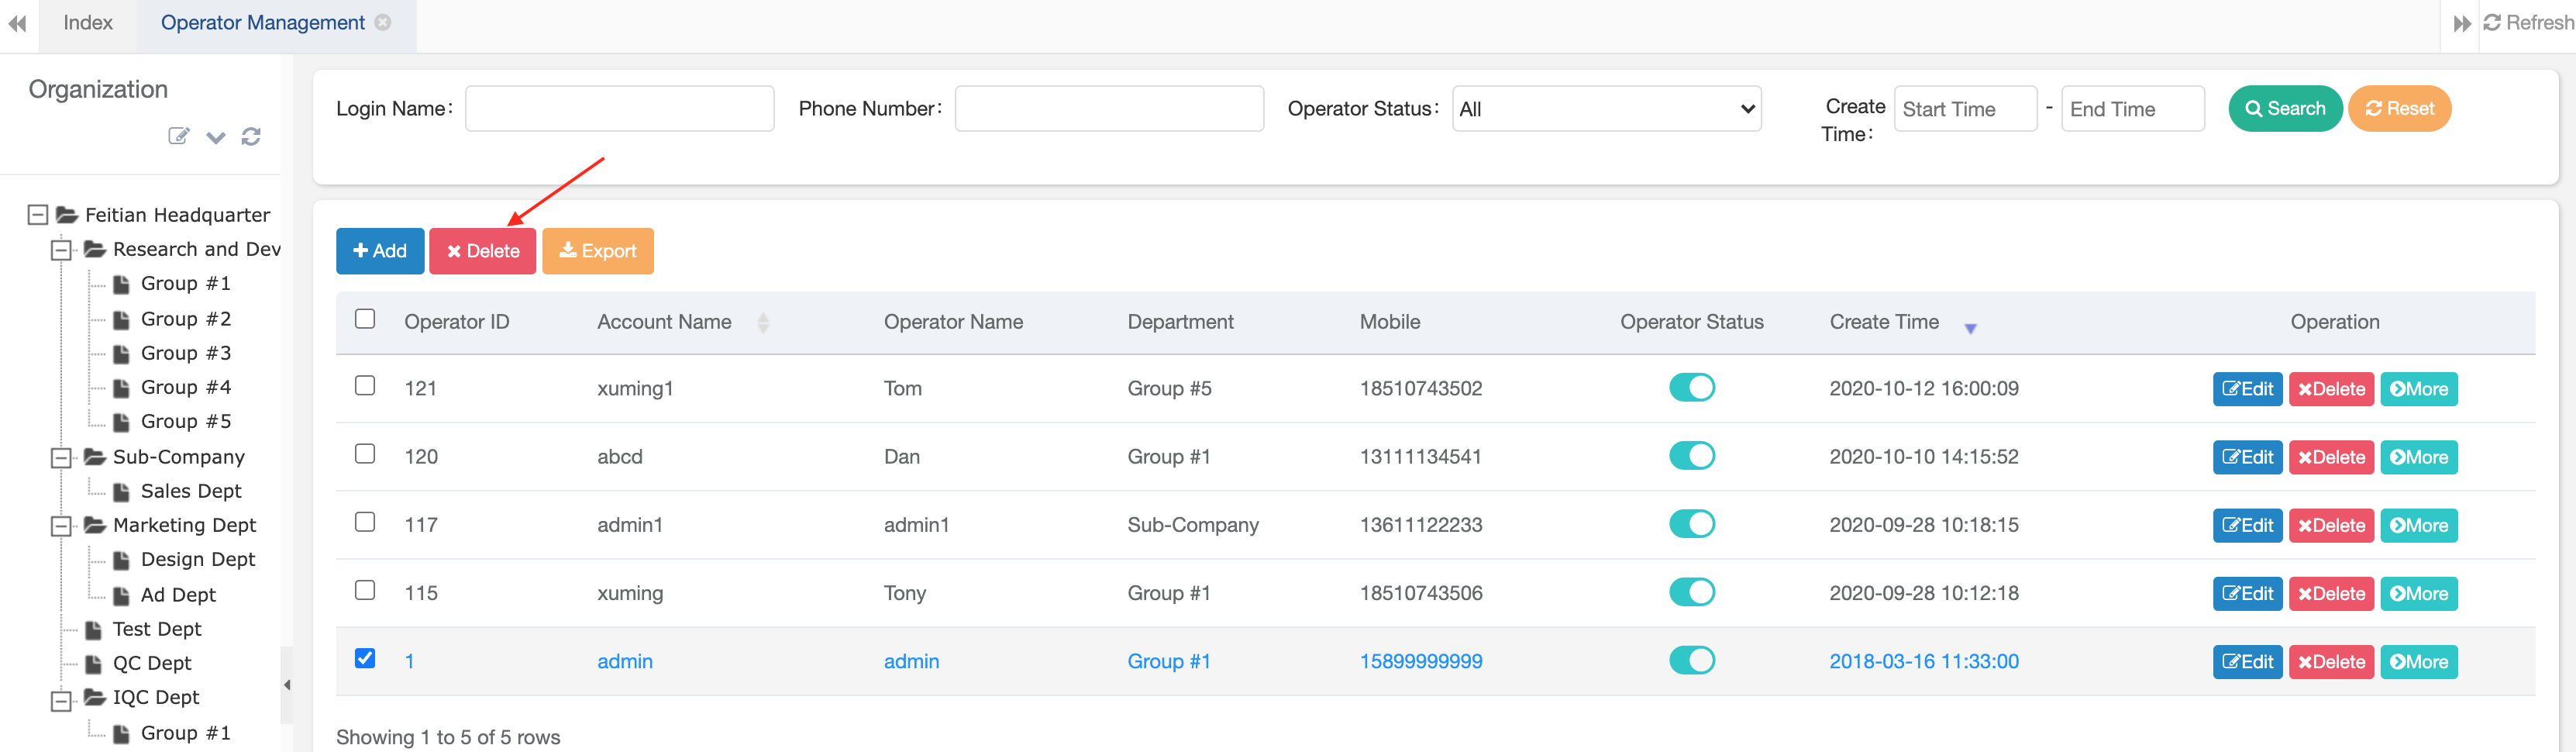 Index
Operator Management
Refresh
Organization
Feitian Headquarter
Research and Dev
Group #1
Group #2
Group #3
Group #4
Group #5
Sub-Company
Sales Dept
Marketing Dept
Design Dept
Ad Dept
Test Dept
QC Dept
IQC Dept
Group #1
Login Name:
Phone Number:
Operator Status: All
Create Time: Start Time - End Time
Search Reset
Add Delete Export
Operator ID Account Name Operator Name Department Mobile Operator Status Create Time Operation
121 xuming1 Tom Group #5 18510743502 2020-10-12 16:00:09 Edit Delete More
120 abcd Dan Group #1 13111134541 2020-10-10 14:15:52 Edit Delete More
117 admin1 admin1 Sub-Company 13611122233 2020-09-28 10:18:15 Edit Delete More
115 xuming Tony Group #1 18510743506 2020-09-28 10:12:18 Edit Delete More
1 admin admin Group #1 15899999999 2018-03-16 11:33:00 Edit Delete More
Showing 1 to 5 of 5 rows